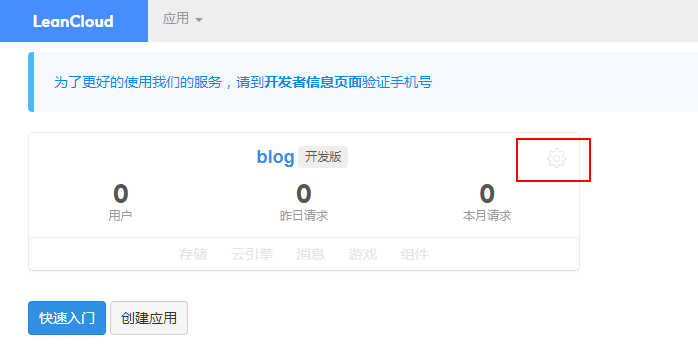 LeanCloud 应用
为了更好的使用我们的服务，请到开发者信息页面验证手机号
blog 开发版
0 0 0
用户 昨日请求 本月请求
存储 云引擎 消息 游戏 组件
快速入门 创建应用